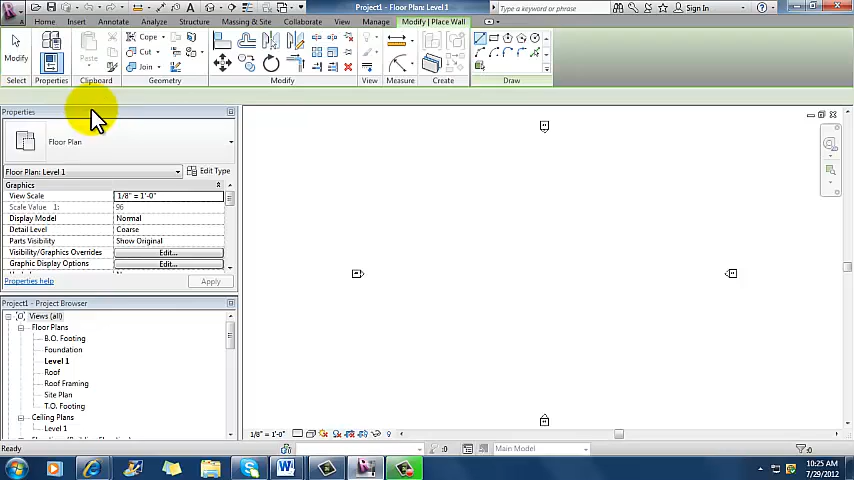 Project1 - Floor Plan: Level 1
Sign In
Home Insert Annotate Analyze Structure Massing & Site Collaborate View Manage Modify | Place Wall
Modify
Paste
Cope
Cut
Join
Select Properties Clipboard Geometry Modify View Measure Create Draw
Properties
Floor Plan
Floor Plan: Level 1
Edit Type
Graphics
View Scale 1/8" = 1'-0"
Scale Value 1: 96
Display Model Normal
Detail Level Coarse
Parts Visibility Show Original
Visibility/Graphics Overrides Edit...
Graphic Display Options Edit...
Properties help
Apply
Project1 - Project Browser
Views (all)
Floor Plans
B.O. Footing
Foundation
Level 1
Roof
Roof Framing
Site Plan
T.O. Footing
Ceiling Plans
Level 1
1/8" = 1'-0"
Ready
:0
Main Model
:0
10:25 AM
7/29/2012